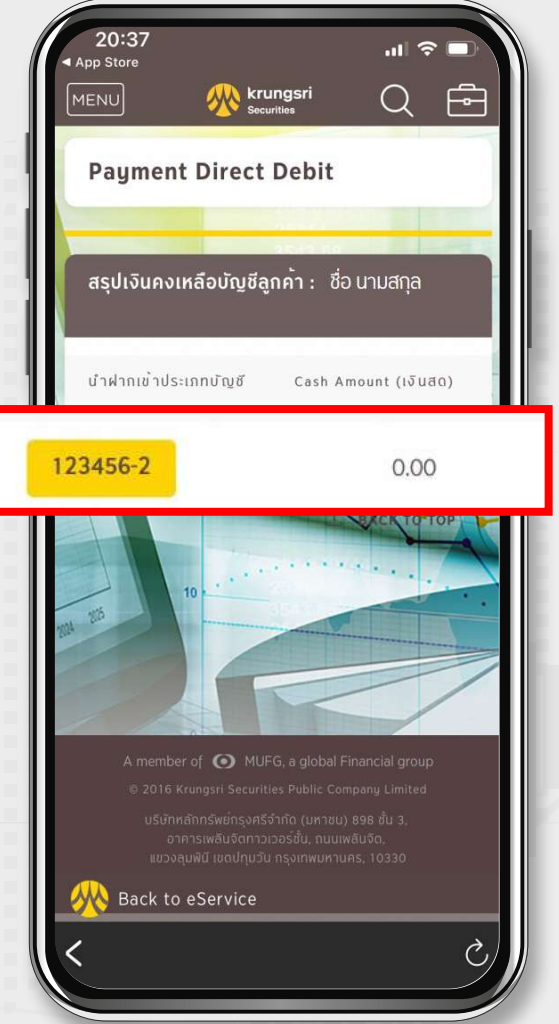 20:37
◀ App Store
MENU
krungsri
Securities
Payment Direct Debit
สรุปเงินคงเหลือบัญชีลูกค้า : ชื่อ นามสกุล
นำฝากเข้าประเภทบัญชี Cash Amount (เงินสด)
123456-2 0.00
BACK TO TOP
10
2024 2025
A member of MUFG, a global Financial group
© 2016 Krungsri Securities Public Company Limited
บริษัทหลักทรัพย์กรุงศรีจำกัด (มหาชน) 898 ชั้น 3,
อาคารเพลินจิตทาวเวอร์ชั้น, ถนนเพลินจิต,
แขวงลุมพินี เขตปทุมวัน กรุงเทพมหานคร, 10330
Back to eService